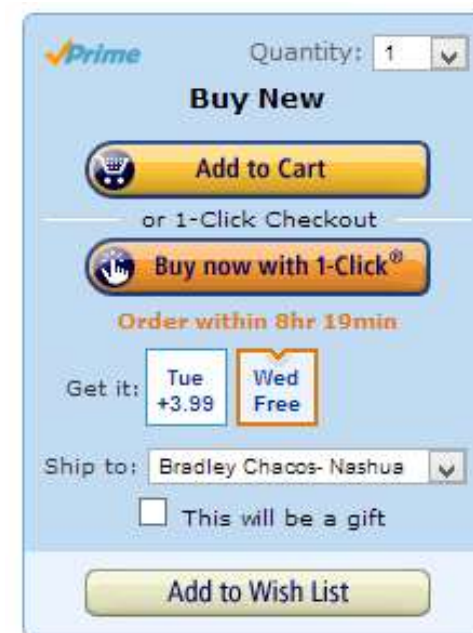 Prime Quantity: 1
Buy New
Add to Cart
or 1-Click Checkout
Buy now with 1-Click®
Order within 8hr 19min
Get it: Tue +3.99 Wed Free
Ship to: Bradley Chacos- Nashua
This will be a gift
Add to Wish List